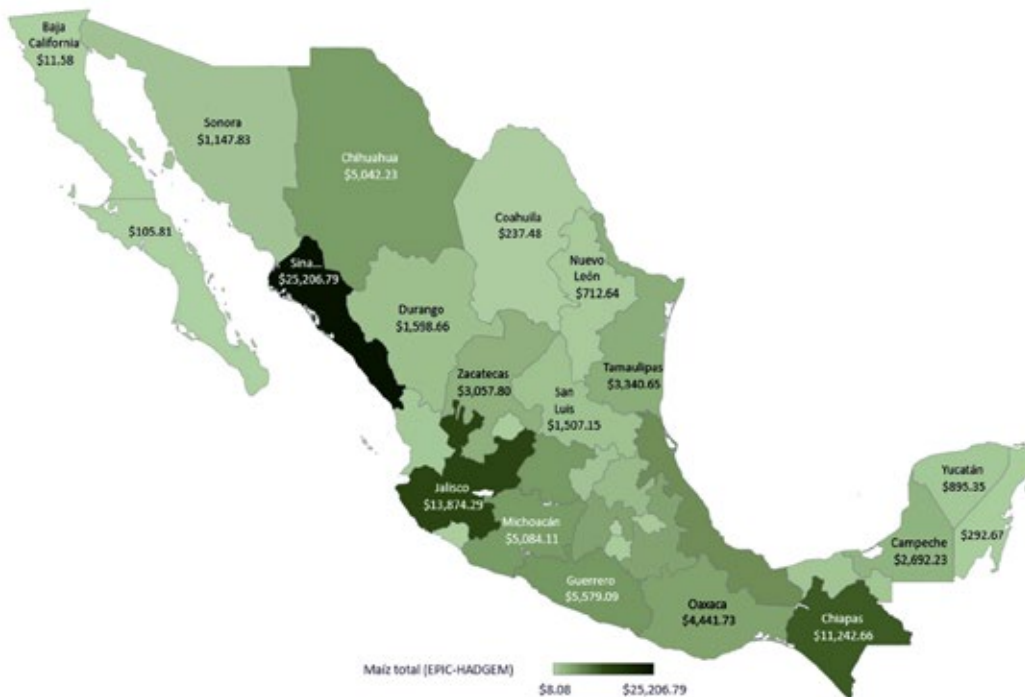 Baja
California
$11.58
Sonora
$1,147.83
Chihuahua
$5,042.23
Coahuila
$237.48
$105.81
Nuevo
León
$712.64
Sina...
$25,206.79
Durango
$1,598.66
Tamaulipas
$3,340.65
Zacatecas
$3,057.80
San
Luis
$1,507.15
Jalisco
$13,874.29
Yucatán
$895.35
Michoacán
$5,084.11
$292.67
Campeche
$2,692.23
Guerrero
$5,579.09
Oaxaca
$4,441.73
Chiapas
$11,242.66
Maíz total (EPIC-HADGEM)
$8.08
$25,206.79